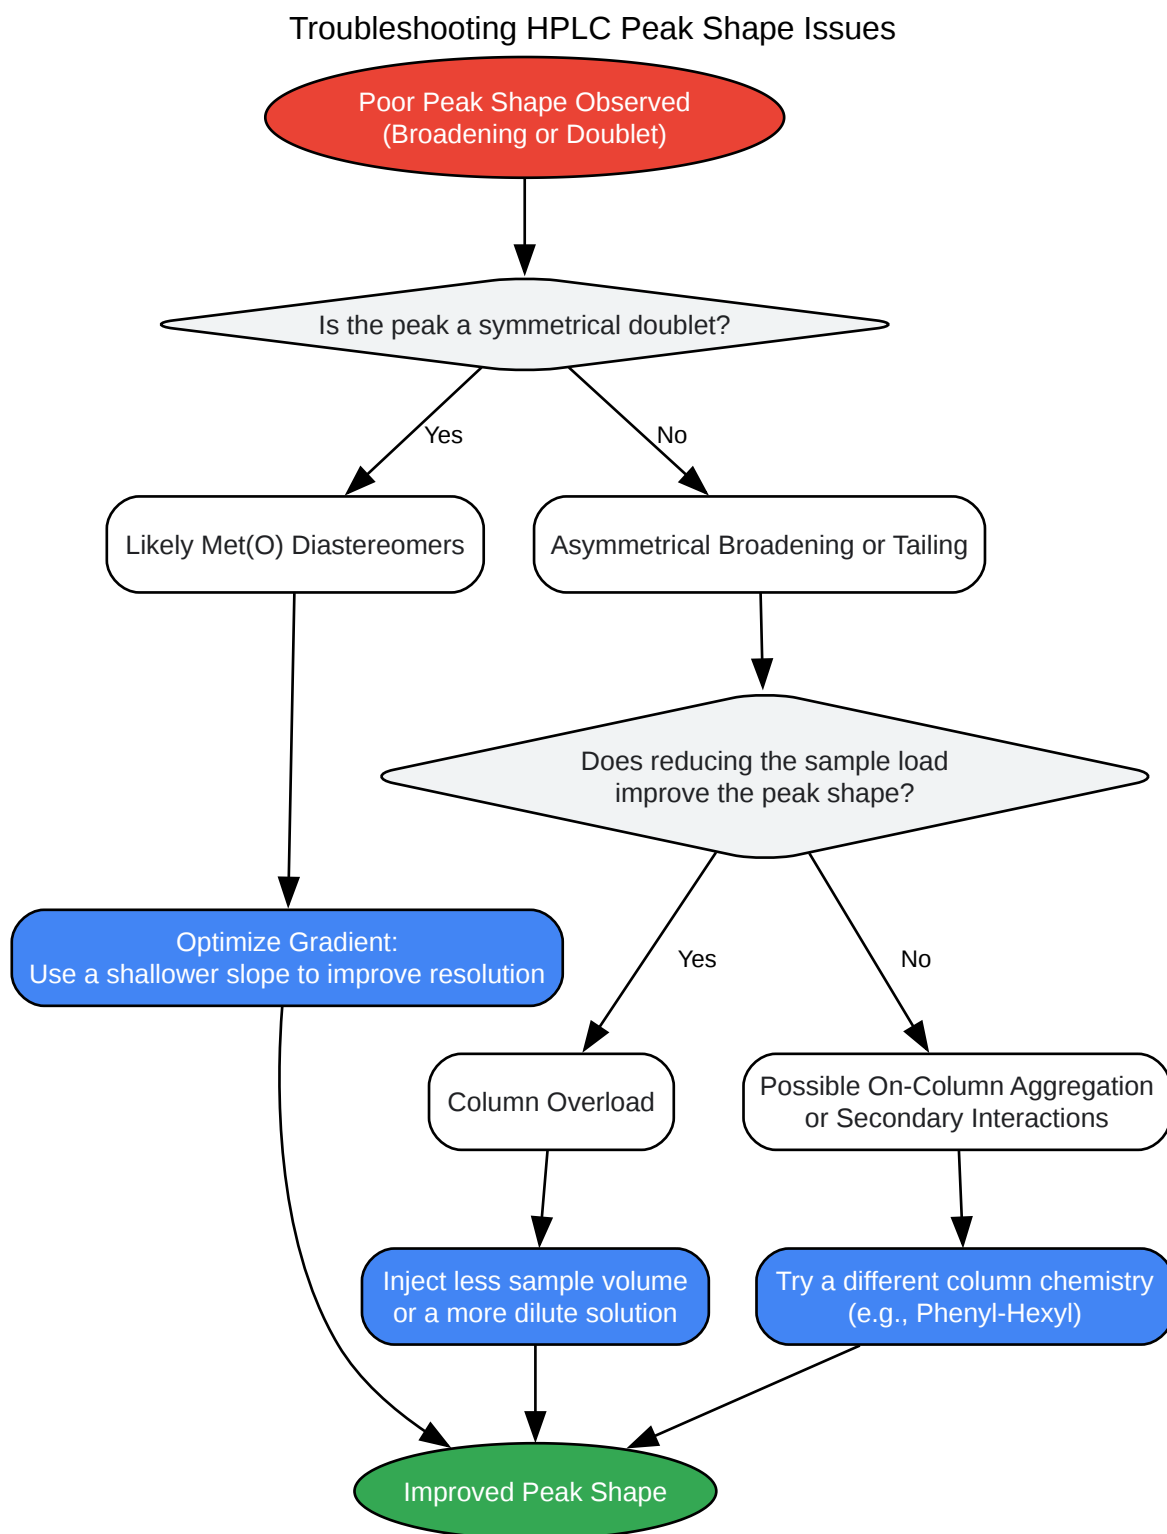 Troubleshooting HPLC Peak Shape Issues
Poor Peak Shape Observed
(Broadening or Doublet)
Is the peak a symmetrical doublet?
Yes
No
Likely Met(O) Diastereomers
Asymmetrical Broadening or Tailing
Does reducing the sample load
improve the peak shape?
Optimize Gradient:
Use a shallower slope to improve resolution
Yes
No
Column Overload
Possible On-Column Aggregation
or Secondary Interactions
Inject less sample volume
or a more dilute solution
Try a different column chemistry
(e.g., Phenyl-Hexyl)
Improved Peak Shape